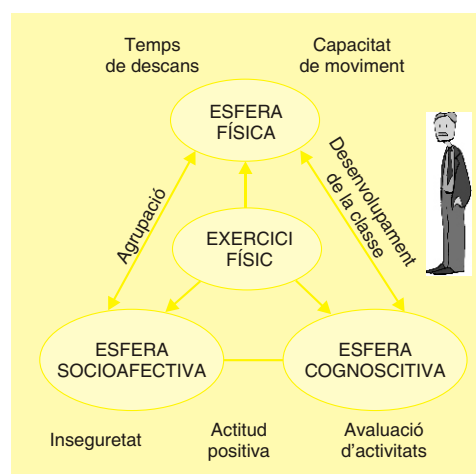 Temps
de descans
Capacitat
de moviment
ESFERA
FÍSICA
Agrupació
Desenvolupament
de la classe
EXERCICI
FÍSIC
ESFERA
SOCIOAFECTIVA
ESFERA
COGNOSCITIVA
Inseguretat
Actitud
positiva
Avaluació
d’activitats